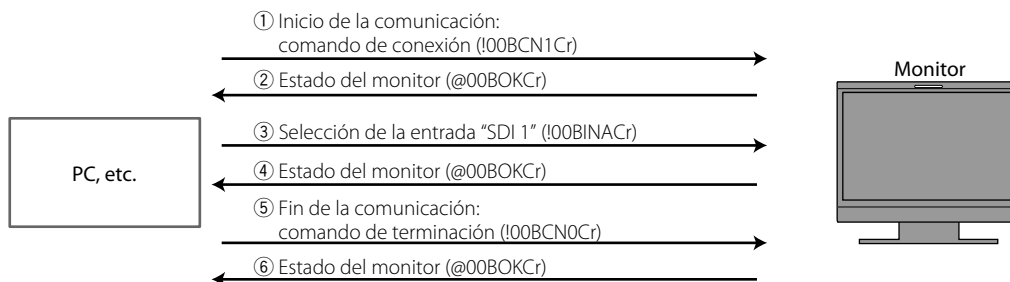 ① Inicio de la comunicación:
comando de conexión (!00BCN1Cr)
② Estado del monitor (@00BOKCr)
Monitor
③ Selección de la entrada “SDI 1” (!00BINACr)
PC, etc.
④ Estado del monitor (@00BOKCr)
⑤ Fin de la comunicación:
comando de terminación (!00BCN0Cr)
⑥ Estado del monitor (@00BOKCr)